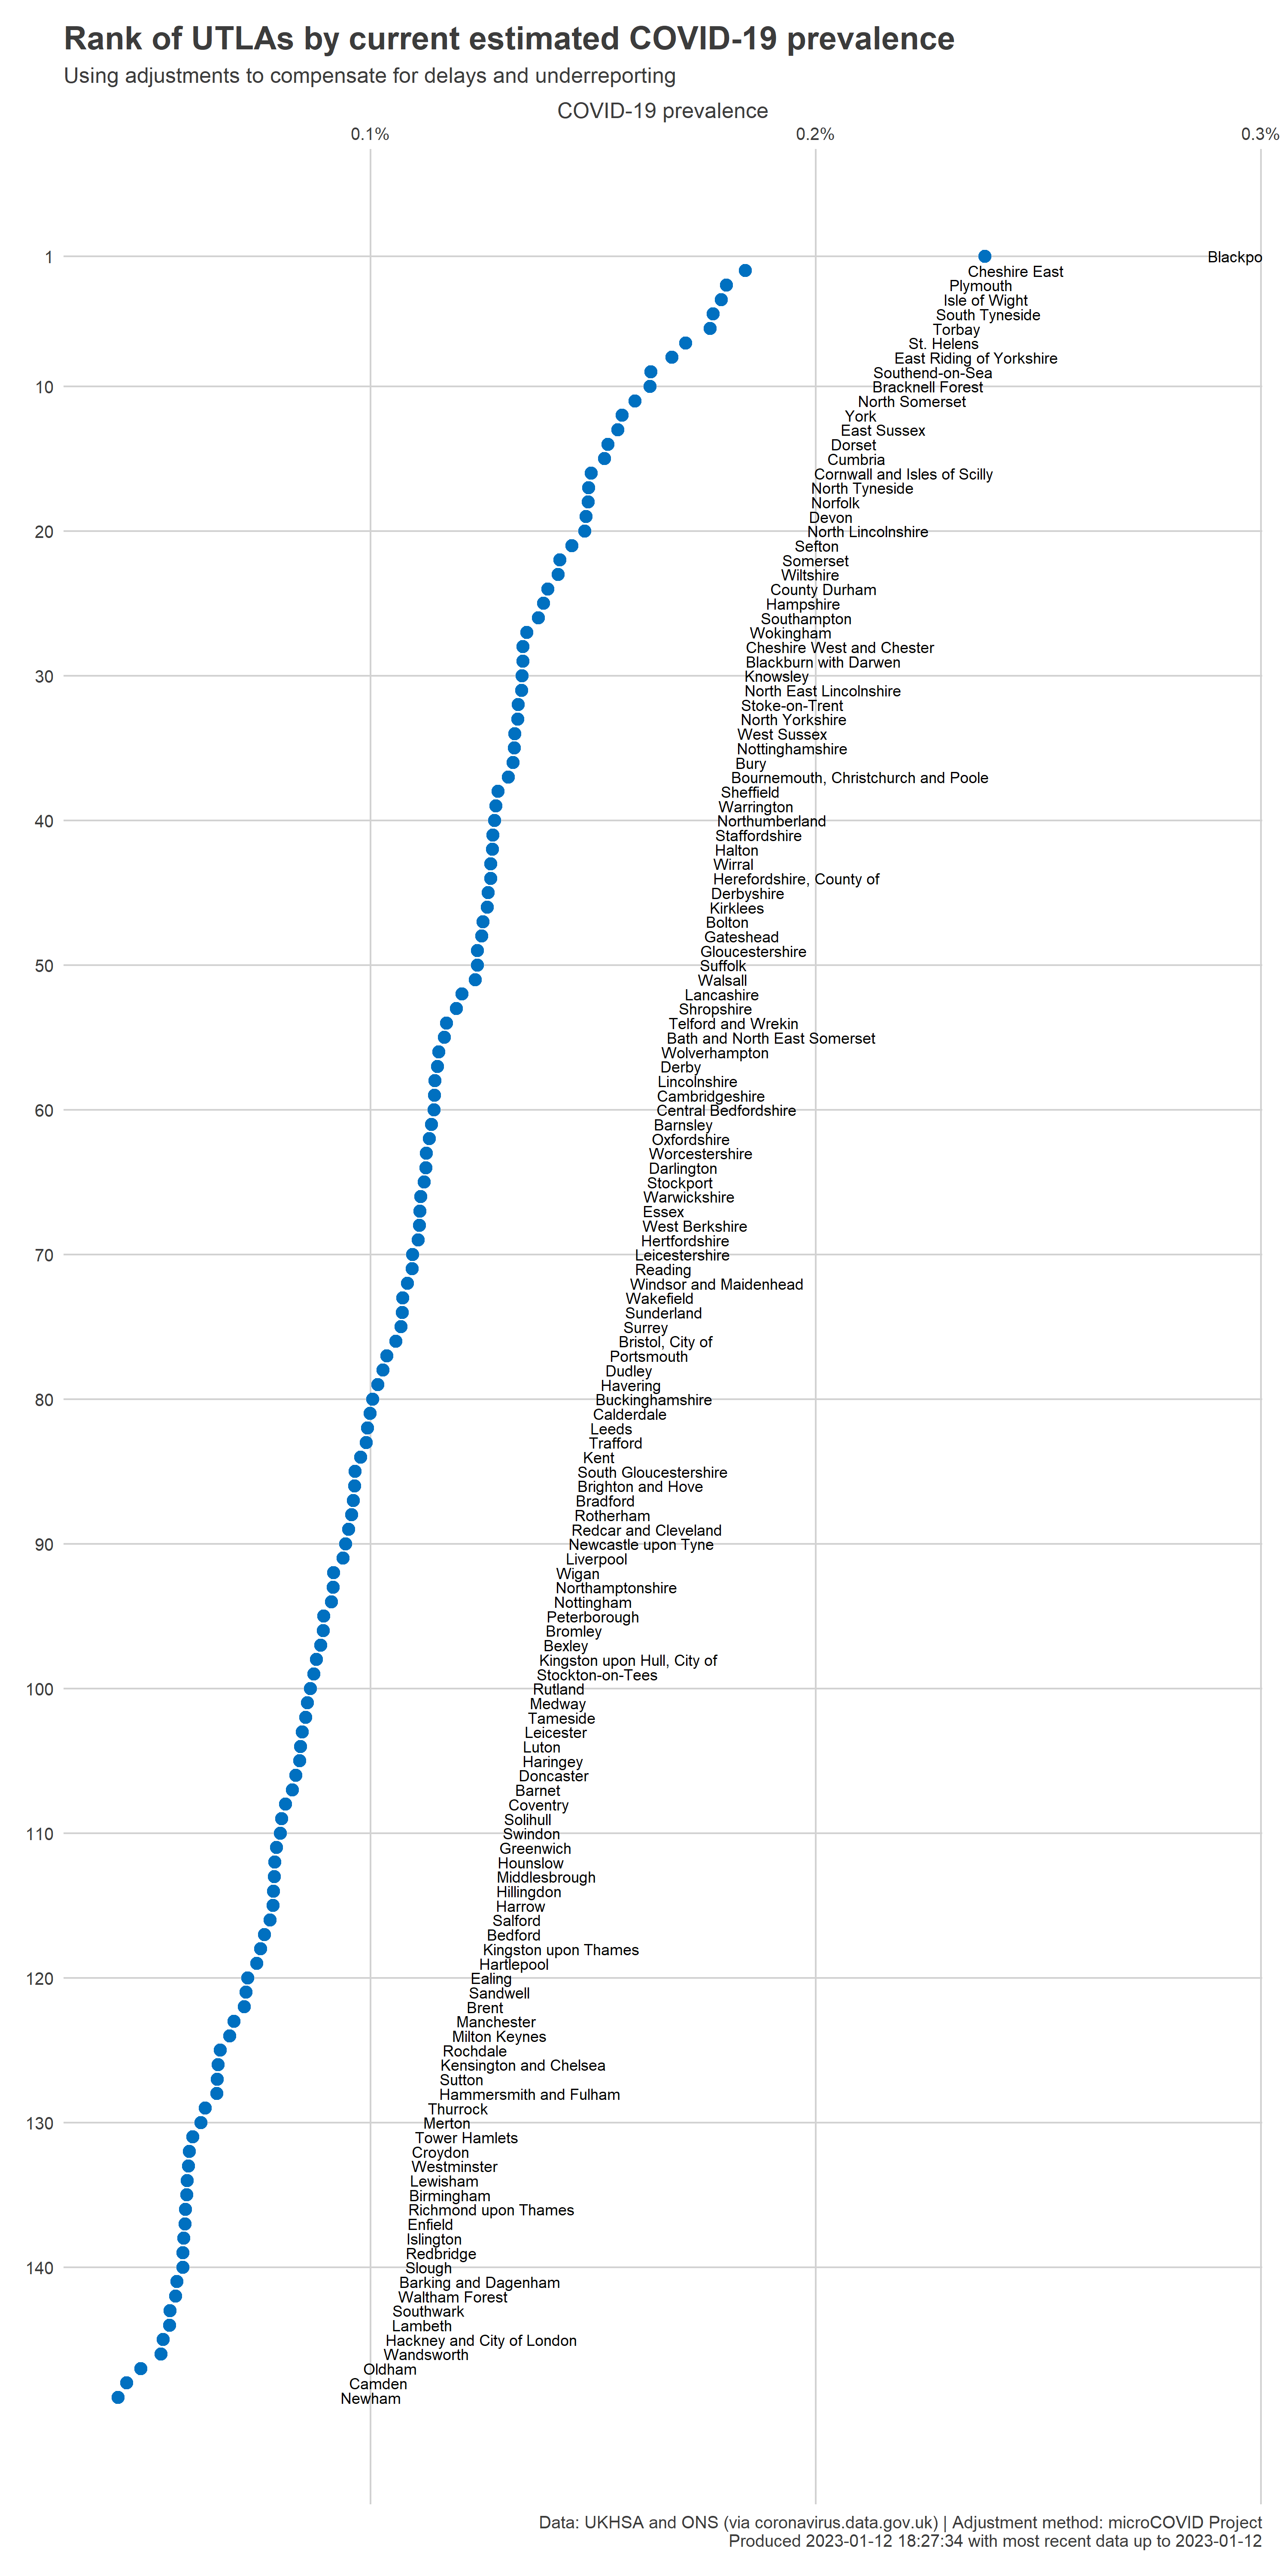 Rank of UTLAs by current estimated COVID-19 prevalence
Using adjustments to compensate for delays and underreporting
COVID-19 prevalence
0.1% 0.2% 0.3%
1 Blackpo
Cheshire East
Plymouth
Isle of Wight
South Tyneside
Torbay
St. Helens
East Riding of Yorkshire
Southend-on-Sea
10 Bracknell Forest
North Somerset
York
East Sussex
Dorset
Cumbria
Cornwall and Isles of Scilly
North Tyneside
Norfolk
Devon
20 North Lincolnshire
Sefton
Somerset
Wiltshire
County Durham
Hampshire
Southampton
Wokingham
Cheshire West and Chester
Blackburn with Darwen
30 Knowsley
North East Lincolnshire
Stoke-on-Trent
North Yorkshire
West Sussex
Nottinghamshire
Bury
Bournemouth, Christchurch and Poole
Sheffield
Warrington
40 Northumberland
Staffordshire
Halton
Wirral
Herefordshire, County of
Derbyshire
Kirklees
Bolton
Gateshead
Gloucestershire
50 Suffolk
Walsall
Lancashire
Shropshire
Telford and Wrekin
Bath and North East Somerset
Wolverhampton
Derby
Lincolnshire
Cambridgeshire
60 Central Bedfordshire
Barnsley
Oxfordshire
Worcestershire
Darlington
Stockport
Warwickshire
Essex
West Berkshire
Hertfordshire
70 Leicestershire
Reading
Windsor and Maidenhead
Wakefield
Sunderland
Surrey
Bristol, City of
Portsmouth
Dudley
Havering
80 Buckinghamshire
Calderdale
Leeds
Trafford
Kent
South Gloucestershire
Brighton and Hove
Bradford
Rotherham
Redcar and Cleveland
90 Newcastle upon Tyne
Liverpool
Wigan
Northamptonshire
Nottingham
Peterborough
Bromley
Bexley
Kingston upon Hull, City of
Stockton-on-Tees
100 Rutland
Medway
Tameside
Leicester
Luton
Haringey
Doncaster
Barnet
Coventry
Solihull
110 Swindon
Greenwich
Hounslow
Middlesbrough
Hillingdon
Harrow
Salford
Bedford
Kingston upon Thames
Hartlepool
120 Ealing
Sandwell
Brent
Manchester
Milton Keynes
Rochdale
Kensington and Chelsea
Sutton
Hammersmith and Fulham
Thurrock
130 Merton
Tower Hamlets
Croydon
Westminster
Lewisham
Birmingham
Richmond upon Thames
Enfield
Islington
Redbridge
140 Slough
Barking and Dagenham
Waltham Forest
Southwark
Lambeth
Hackney and City of London
Wandsworth
Oldham
Camden
Newham
Data: UKHSA and ONS (via coronavirus.data.gov.uk) | Adjustment method: microCOVID Project
Produced 2023-01-12 18:27:34 with most recent data up to 2023-01-12